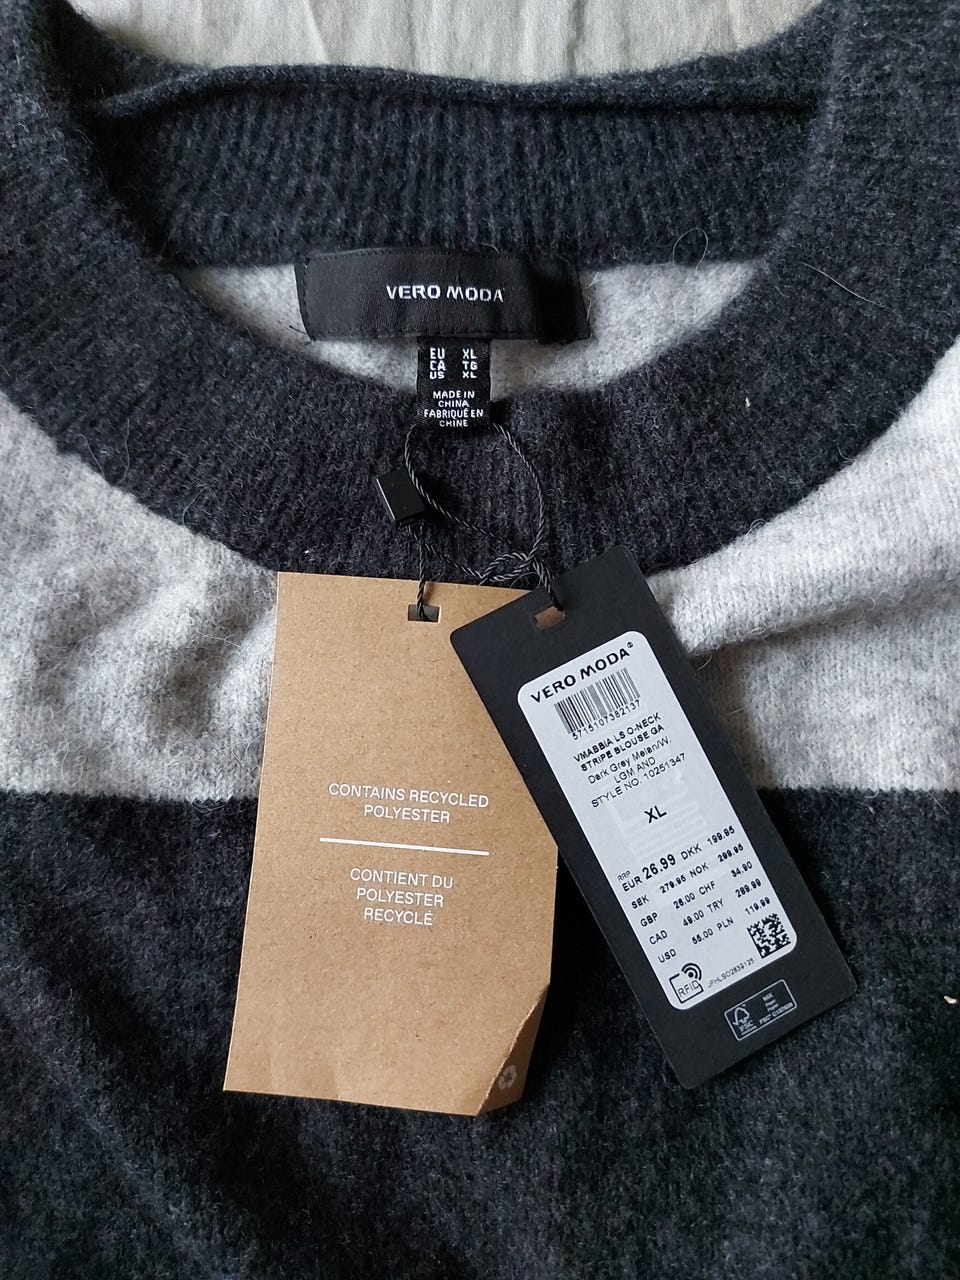 VERO MODA
EU XL
CA TG
US XL
MADE IN
CHINA
FABRIQUÉ EN
CHINE
CONTAINS RECYCLED
POLYESTER
CONTIENT DU
POLYESTER
RECYCLÉ
VERO MODA®
5715107382137
VMABBIA LS O-NECK
STRIPE BLOUSE GA
Dark Grey Melan/W.
LGM AND
STYLE NO. 10251347
XL
RRP
EUR 26.99 DKK 199.95
SEK 279.95 NOK 299.95
GBP 26.00 CHF 34.90
CAD 49.00 TRY 289.99
USD 55.00 PLN 119.99
RFID
FSC
MIX